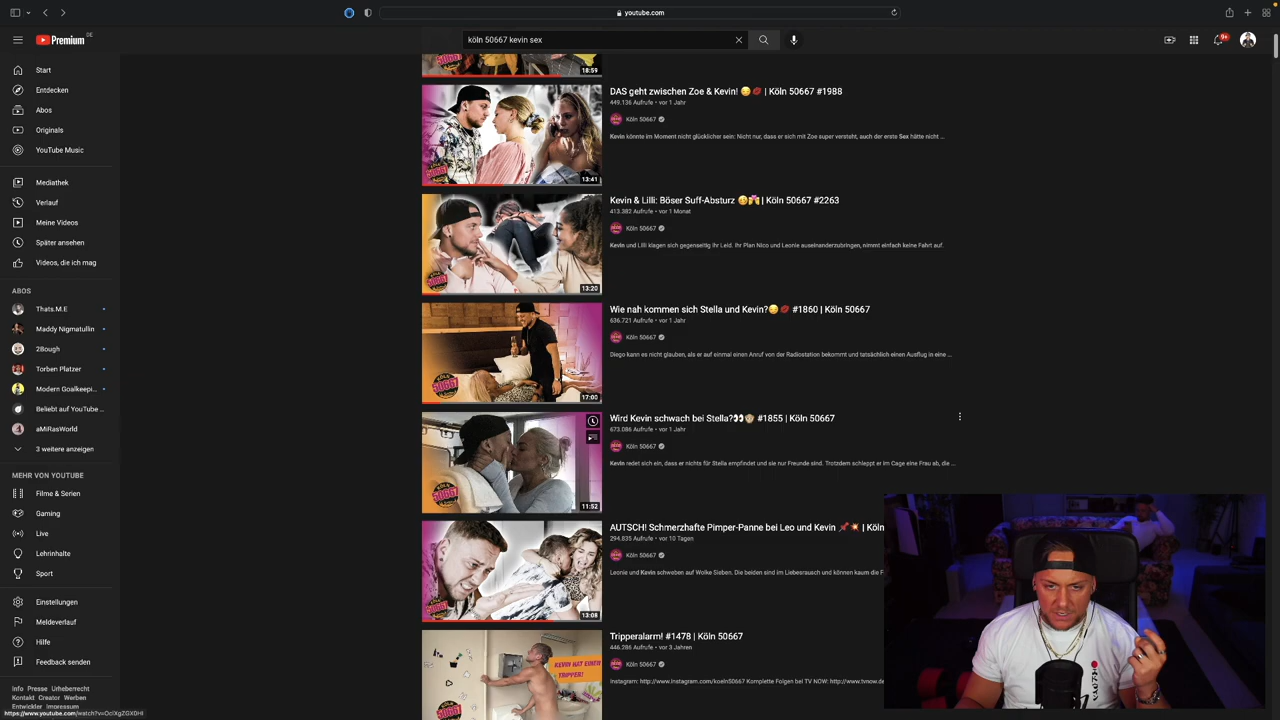 youtube.com
Premium DE
köln 50667 kevin sex
9+
Start
Entdecken
Abos
Originals
YouTube Music
Mediathek
Verlauf
Meine Videos
Später ansehen
Videos, die ich mag
ABOS
Thats.M.E
Maddy Nigmatullin
2Bough
Torben Platzer
Modern Goalkeepi...
Beliebt auf YouTube ...
aMiRasWorld
3 weitere anzeigen
MEHR VON YOUTUBE
Filme & Serien
Gaming
Live
Lehrinhalte
Sport
Einstellungen
Meldeverlauf
Hilfe
Feedback senden
Info Presse Urheberrecht
Kontakt Creator Werben
Entwickler Impressum
https://www.youtube.com/watch?v=OciXgZGX0HI
18:59
13:41
DAS geht zwischen Zoe & Kevin! 😏💋 | Köln 50667 #1988
449.136 Aufrufe • vor 1 Jahr
Köln 50667
Kevin könnte im Moment nicht glücklicher sein: Nicht nur, dass er sich mit Zoe super versteht, auch der erste Sex hätte nicht ...
13:20
Kevin & Lilli: Böser Suff-Absturz | Köln 50667 #2263
413.382 Aufrufe • vor 1 Monat
Köln 50667
Kevin und Lilli klagen sich gegenseitig ihr Leid. Ihr Plan Nico und Leonie auseinanderzubringen, nimmt einfach keine Fahrt auf.
17:00
Wie nah kommen sich Stella und Kevin?😏💋 #1860 | Köln 50667
636.721 Aufrufe • vor 1 Jahr
Köln 50667
Diego kann es nicht glauben, als er auf einmal einen Anruf von der Radiostation bekommt und tatsächlich einen Ausflug in eine ...
11:52
Wird Kevin schwach bei Stella?👀🙊 #1855 | Köln 50667
673.086 Aufrufe • vor 1 Jahr
Köln 50667
Kevin redet sich ein, dass er nichts für Stella empfindet und sie nur Freunde sind. Trotzdem schleppt er im Cage eine Frau ab, die ...
13:08
AUTSCH! Schmerzhafte Pimper-Panne bei Leo und Kevin 📌💥 | Köln
294.835 Aufrufe • vor 10 Tagen
Köln 50667
Leonie und Kevin schweben auf Wolke Sieben. Die beiden sind im Liebesrausch und können kaum die F
KEVIN HAT EINEN
TRIPPER!
Tripperalarm! #1478 | Köln 50667
446.286 Aufrufe • vor 3 Jahren
Köln 50667
Instagram: http://www.instagram.com/koeln50667 Komplette Folgen bei TV NOW: http://www.tvnow.de